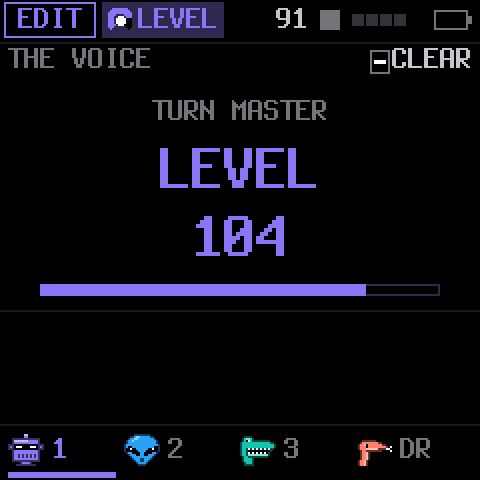 EDIT LEVEL 91
THE VOICE CLEAR
TURN MASTER
LEVEL
104
1 2 3 DR